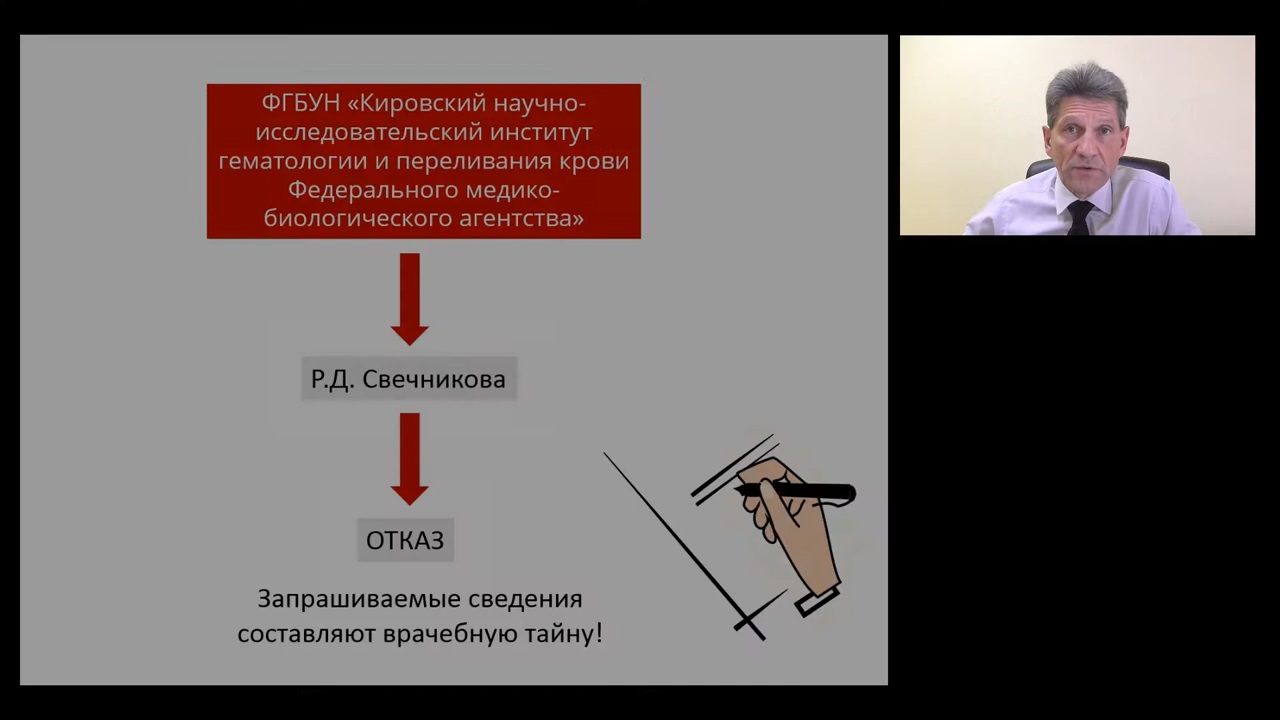 ФГБУН «Кировский научно-
исследовательский институт
гематологии и переливания крови
Федерального медико-
биологического агентства»
Р.Д. Свечникова
ОТКАЗ
Запрашиваемые сведения
составляют врачебную тайну!